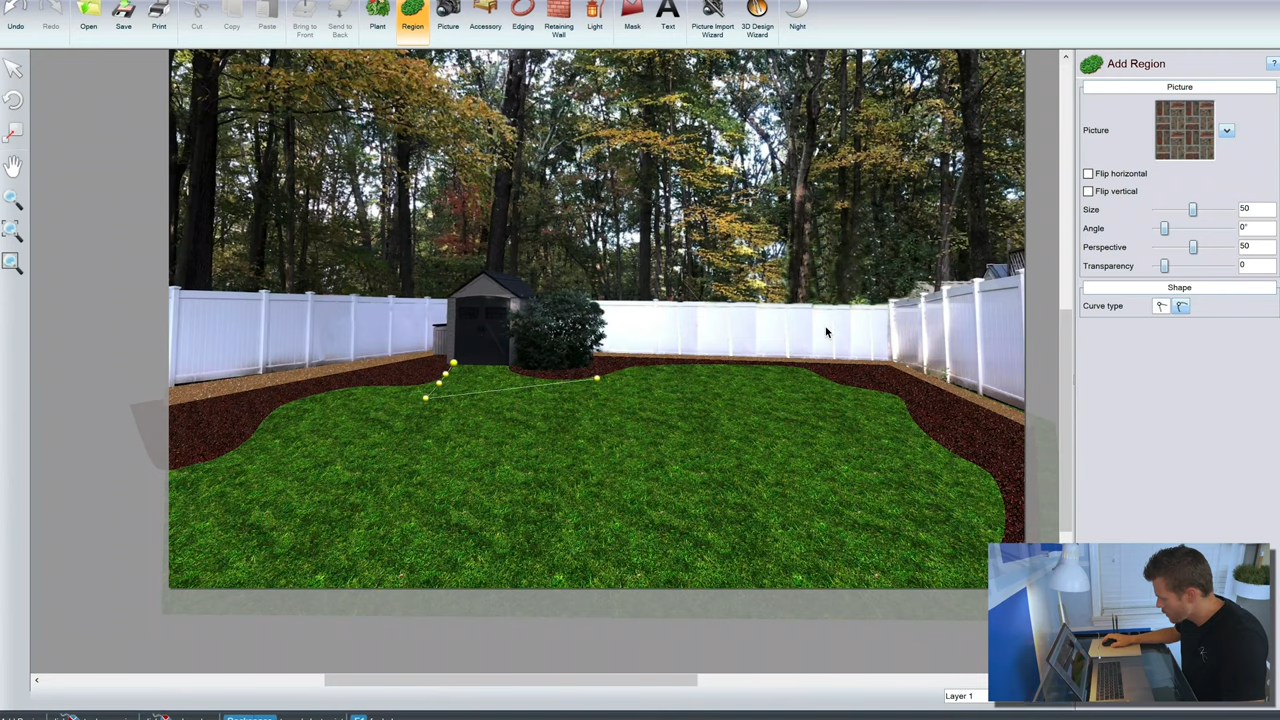 Undo Redo Open Save Print Cut Copy Paste Bring to Front Send to Back Plant Region Picture Accessory Edging Retaining Wall Light Mask Text Picture Import Wizard 3D Design Wizard Night
Add Region ?
Picture
Picture
Flip horizontal
Flip vertical
Size 50
Angle 0°
Perspective 50
Transparency 0
Shape
Curve type
Layer 1